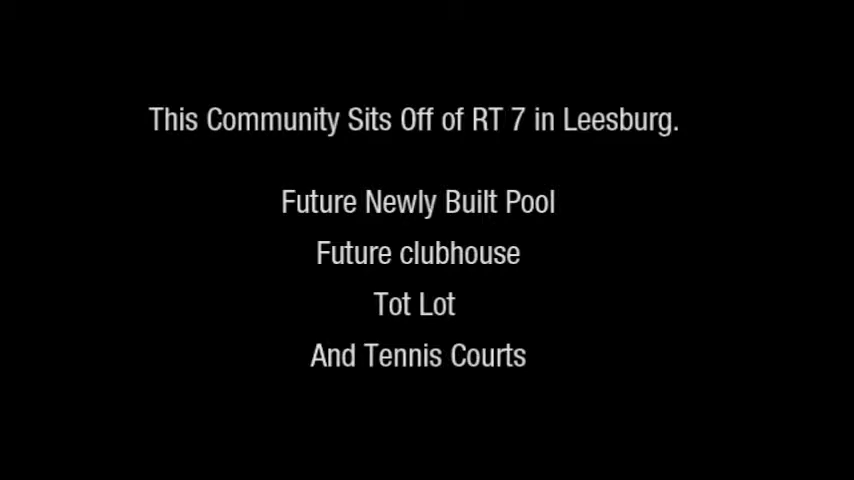 This Community Sits Off of RT 7 in Leesburg.
Future Newly Built Pool
Future clubhouse
Tot Lot
And Tennis Courts